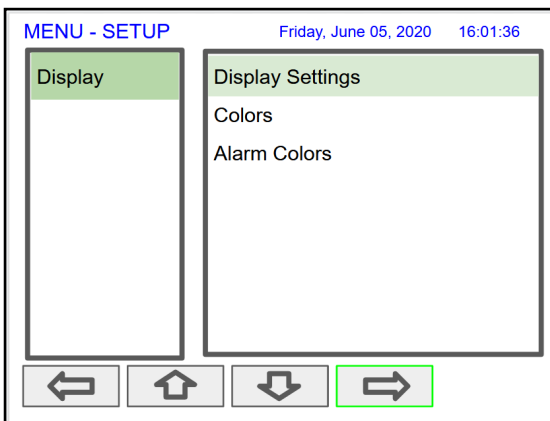 MENU - SETUP Friday, June 05, 2020 16:01:36
Display
Display Settings
Colors
Alarm Colors